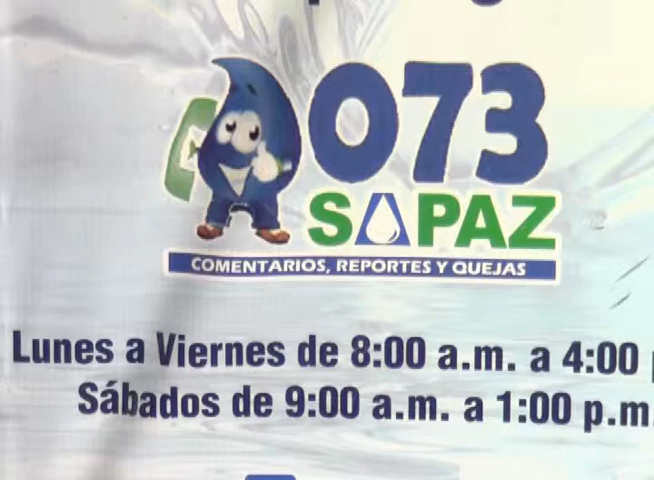 073
SAPAZ
COMENTARIOS, REPORTES Y QUEJAS
Lunes a Viernes de 8:00 a.m. a 4:00
Sábados de 9:00 a.m. a 1:00 p.m.